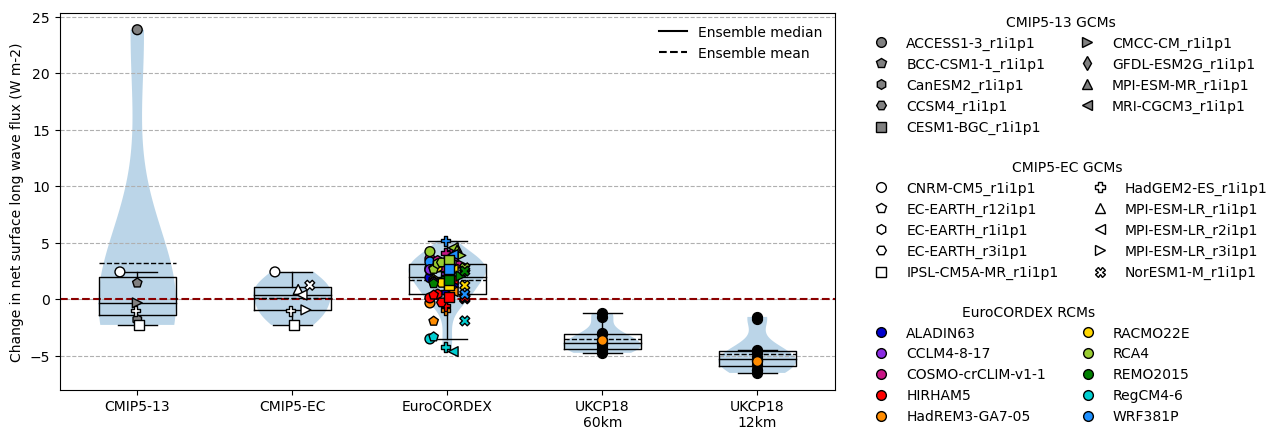 Change in net surface long wave flux (W m-2)
25
20
15
10
5
0
−5
Ensemble median
Ensemble mean
CMIP5-13
CMIP5-EC
EuroCORDEX
UKCP18
60km
UKCP18
12km
CMIP5-13 GCMs
ACCESS1-3_r1i1p1
BCC-CSM1-1_r1i1p1
CanESM2_r1i1p1
CCSM4_r1i1p1
CESM1-BGC_r1i1p1
CMCC-CM_r1i1p1
GFDL-ESM2G_r1i1p1
MPI-ESM-MR_r1i1p1
MRI-CGCM3_r1i1p1
CMIP5-EC GCMs
CNRM-CM5_r1i1p1
EC-EARTH_r12i1p1
EC-EARTH_r1i1p1
EC-EARTH_r3i1p1
IPSL-CM5A-MR_r1i1p1
HadGEM2-ES_r1i1p1
MPI-ESM-LR_r1i1p1
MPI-ESM-LR_r2i1p1
MPI-ESM-LR_r3i1p1
NorESM1-M_r1i1p1
EuroCORDEX RCMs
ALADIN63
CCLM4-8-17
COSMO-crCLIM-v1-1
HIRHAM5
HadREM3-GA7-05
RACMO22E
RCA4
REMO2015
RegCM4-6
WRF381P